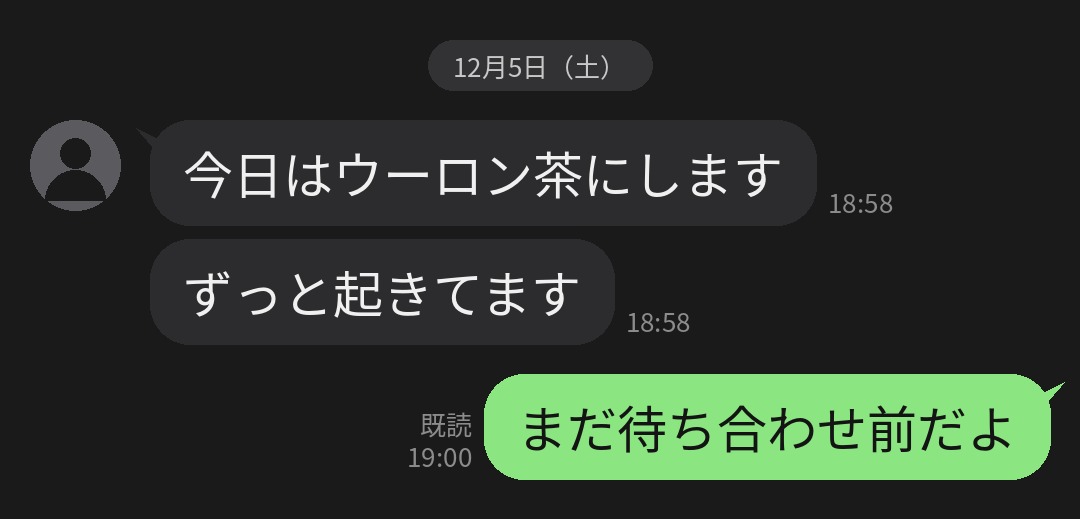 12月5日（土）
今日はウーロン茶にします
18:58
ずっと起きてます
18:58
まだ待ち合わせ前だよ
既読
19:00